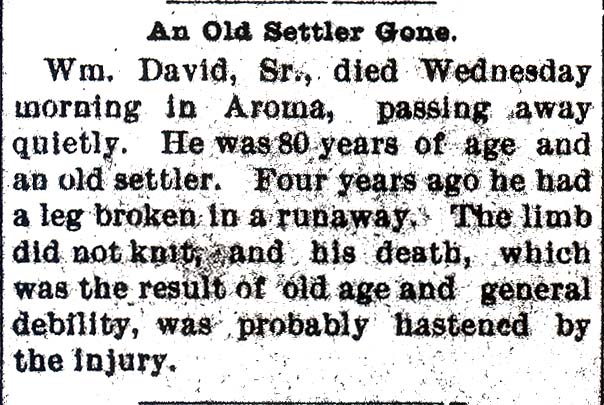 An Old Settler Gone.
Wm. David, Sr., died Wednesday
morning in Aroma, passing away
quietly. He was 80 years of age and
an old settler. Four years ago he had
a leg broken in a runaway. The limb
did not knit, and his death, which
was the result of old age and general
debility, was probably hastened by
the injury.